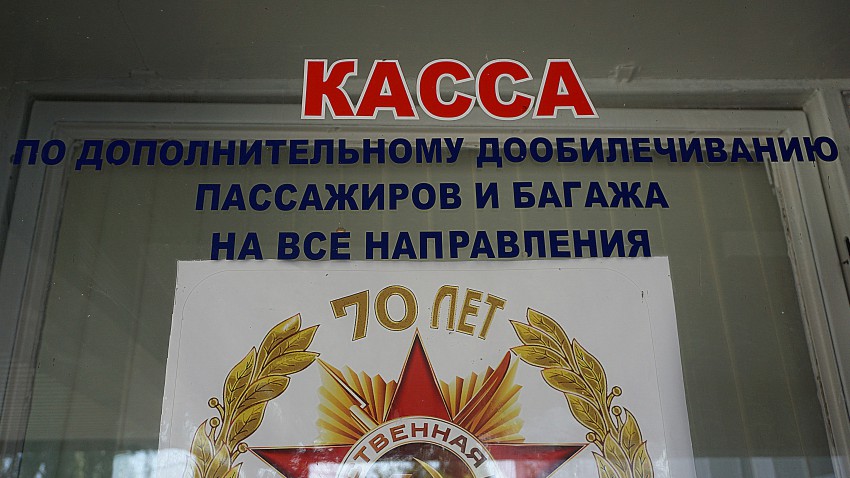 КАССА
ПО ДОПОЛНИТЕЛЬНОМУ ДООБИЛЕЧИВАНИЮ
ПАССАЖИРОВ И БАГАЖА
НА ВСЕ НАПРАВЛЕНИЯ
70 ЛЕТ